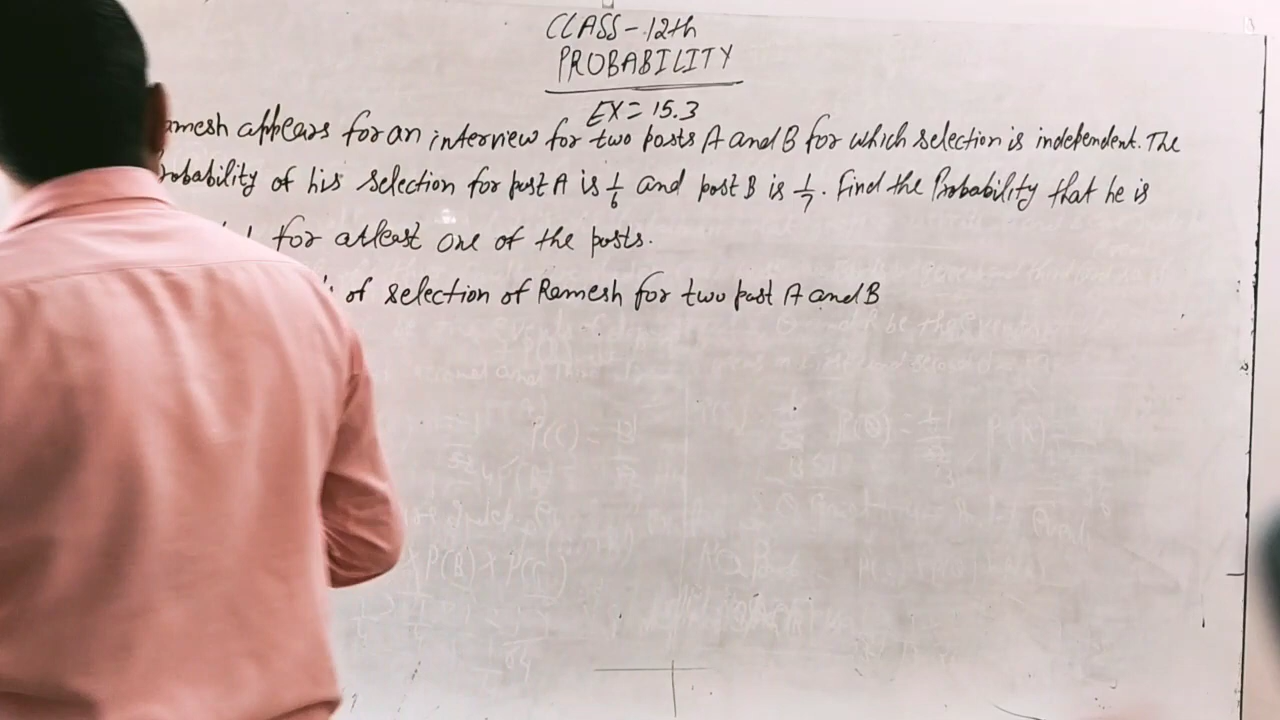 CLASS-12th
PROBABILITY
EX= 15.3
amesh appears for an interview for two posts A and B for which selection is independent. The
robability of his selection for post A is 1/6 and post B is 1/7. Find the Probability that he is
for atleast one of the posts.
of selection of Ramesh for two post A and B